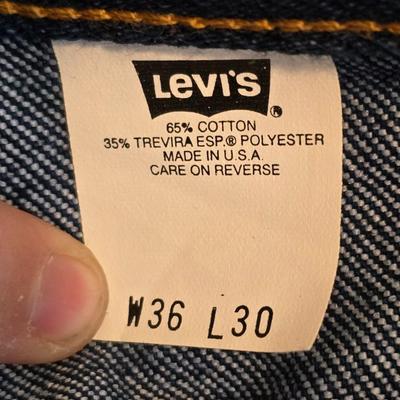 LEVI'S®
65% COTTON
35% TREVIRA ESP.® POLYESTER
MADE IN U.S.A.
CARE ON REVERSE
W36 L30